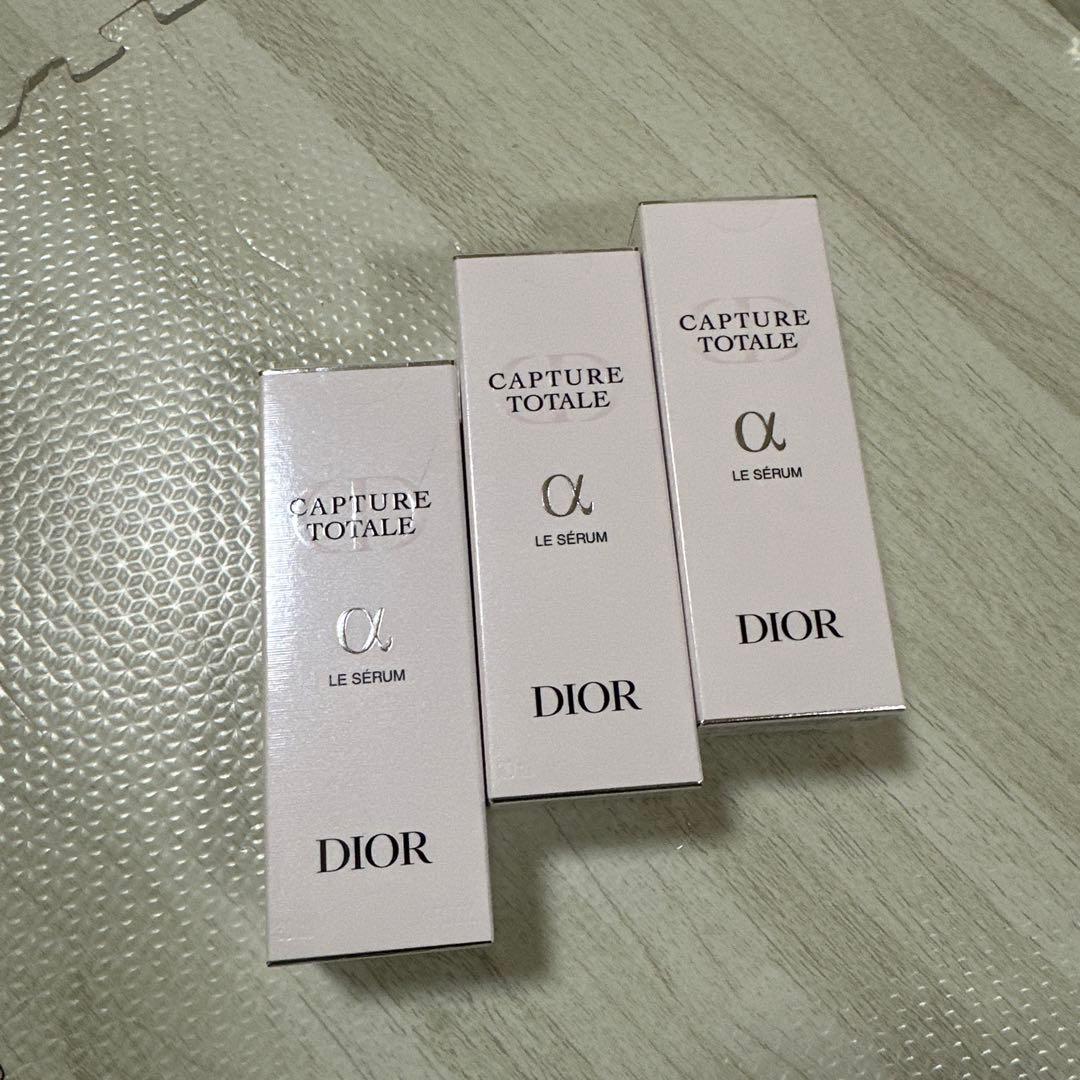 CAPTURE
TOTALE
α
LE SÉRUM
DIOR
CAPTURE
TOTALE
α
LE SÉRUM
DIOR
CAPTURE
TOTALE
α
LE SÉRUM
DIOR